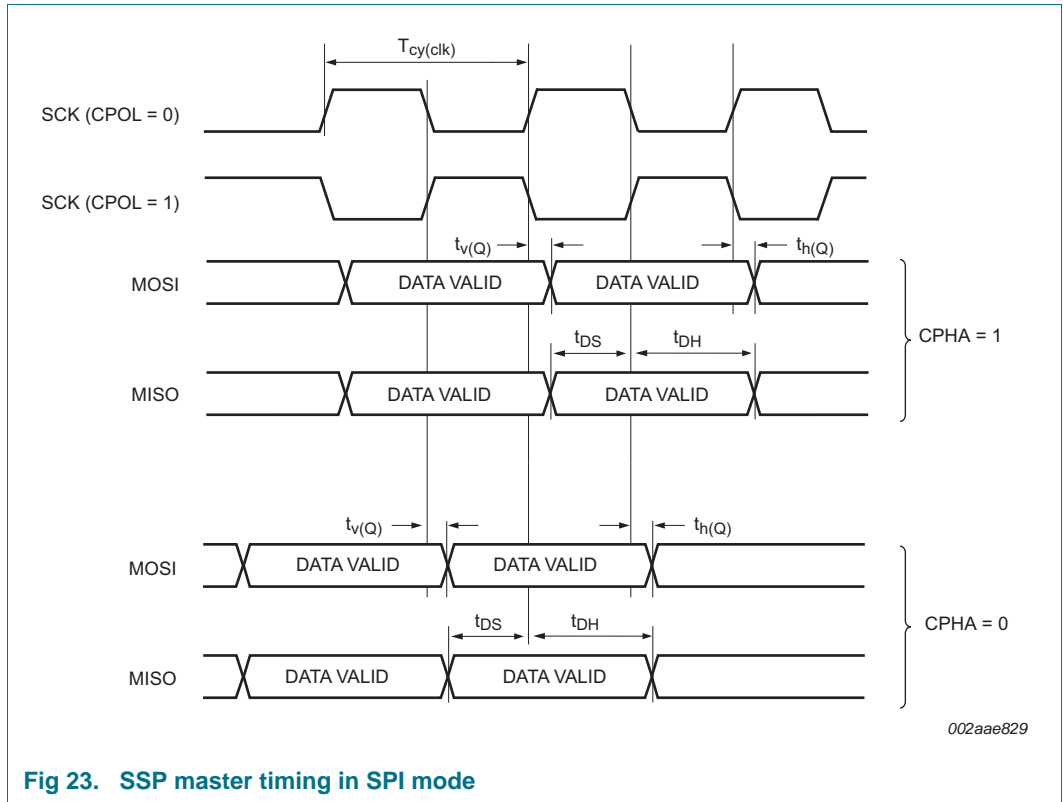 Tcy(clk)
SCK (CPOL = 0)
SCK (CPOL = 1)
tv(Q) th(Q)
MOSI DATA VALID DATA VALID
tDS tDH
CPHA = 1
MISO DATA VALID DATA VALID
tv(Q) th(Q)
MOSI DATA VALID DATA VALID
tDS tDH
CPHA = 0
MISO DATA VALID DATA VALID
002aae829
Fig 23. SSP master timing in SPI mode